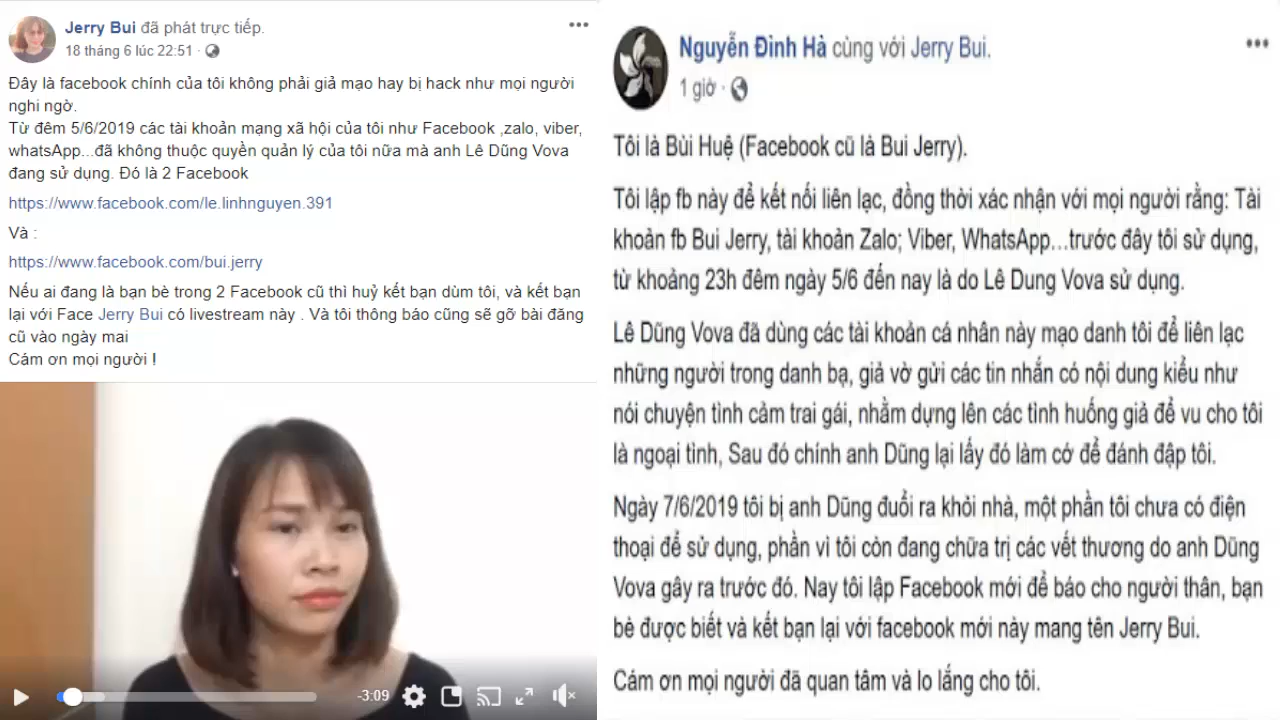 Jerry Bui đã phát trực tiếp.
18 tháng 6 lúc 22:51 ·
Đây là facebook chính của tôi không phải giả mạo hay bị hack như mọi người
nghi ngờ.
Từ đêm 5/6/2019 các tài khoản mạng xã hội của tôi như Facebook ,zalo, viber,
whatsApp...đã không thuộc quyền quản lý của tôi nữa mà anh Lê Dũng Vova
đang sử dụng. Đó là 2 Facebook
https://www.facebook.com/le.linhnguyen.391
Và :
https://www.facebook.com/bui.jerry
Nếu ai đang là bạn bè trong 2 Facebook cũ thì huỷ kết bạn dùm tôi, và kết bạn
lại với Face Jerry Bui có livestream này . Và tôi thông báo cũng sẽ gỡ bài đăng
cũ vào ngày mai
Cám ơn mọi người !
-3:09
Nguyễn Đình Hà cùng với Jerry Bui.
1 giờ ·
Tôi là Bùi Huệ (Facebook cũ là Bui Jerry).
Tôi lập fb này để kết nối liên lạc, đồng thời xác nhận với mọi người rằng: Tài
khoản fb Bui Jerry, tài khoản Zalo; Viber, WhatsApp...trước đây tôi sử dụng,
từ khoảng 23h đêm ngày 5/6 đến nay là do Lê Dung Vova sử dụng.
Lê Dũng Vova đã dùng các tài khoản cá nhân này mạo danh tôi để liên lạc
những người trong danh bạ, giả vờ gửi các tin nhắn có nội dung kiểu như
nói chuyện tình cảm trai gái, nhằm dựng lên các tình huống giả để vu cho tôi
là ngoại tình, Sau đó chính anh Dũng lại lấy đó làm cớ để đánh đập tôi.
Ngày 7/6/2019 tôi bị anh Dũng đuổi ra khỏi nhà, một phần tôi chưa có điện
thoại để sử dụng, phần vì tôi còn đang chữa trị các vết thương do anh Dũng
Vova gây ra trước đó. Nay tôi lập Facebook mới để báo cho người thân, bạn
bè được biết và kết bạn lại với facebook mới này mang tên Jerry Bui.
Cám ơn mọi người đã quan tâm và lo lắng cho tôi.